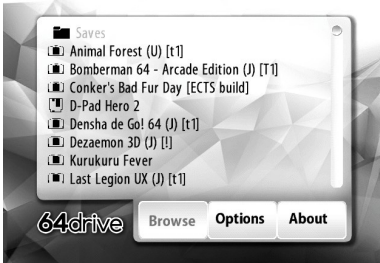 Saves
Animal Forest (U) [t1]
Bomberman 64 - Arcade Edition (J) [T1]
Conker's Bad Fur Day [ECTS build]
D-Pad Hero 2
Densha de Go! 64 (J) [t1]
Dezaemon 3D (J) [!]
Kurukuru Fever
Last Legion UX (J) [t1]
64drive
Browse
Options
About